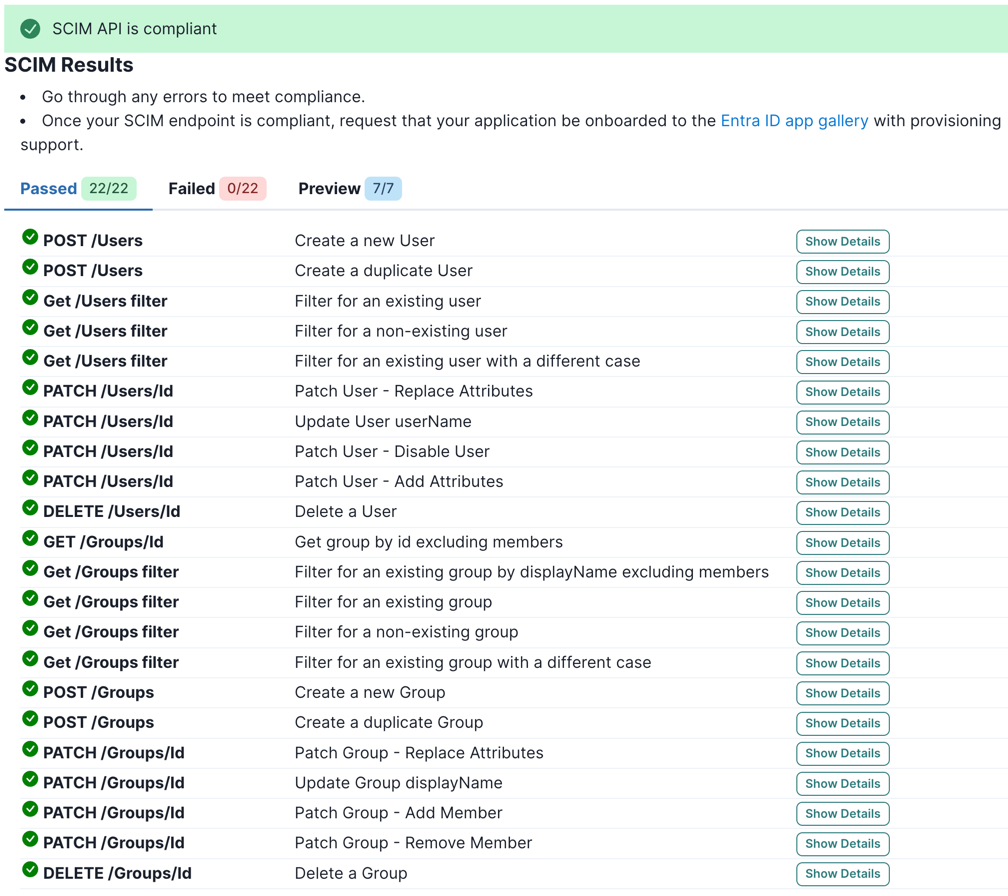 SCIM API is compliant
SCIM Results
• Go through any errors to meet compliance.
• Once your SCIM endpoint is compliant, request that your application be onboarded to the Entra ID app gallery with provisioning
support.
Passed 22/22 Failed 0/22 Preview 7/7
POST /Users Create a new User Show Details
POST /Users Create a duplicate User Show Details
Get /Users filter Filter for an existing user Show Details
Get /Users filter Filter for a non-existing user Show Details
Get /Users filter Filter for an existing user with a different case Show Details
PATCH /Users/Id Patch User - Replace Attributes Show Details
PATCH /Users/Id Update User userName Show Details
PATCH /Users/Id Patch User - Disable User Show Details
PATCH /Users/Id Patch User - Add Attributes Show Details
DELETE /Users/Id Delete a User Show Details
GET /Groups/Id Get group by id excluding members Show Details
Get /Groups filter Filter for an existing group by displayName excluding members Show Details
Get /Groups filter Filter for an existing group Show Details
Get /Groups filter Filter for a non-existing group Show Details
Get /Groups filter Filter for an existing group with a different case Show Details
POST /Groups Create a new Group Show Details
POST /Groups Create a duplicate Group Show Details
PATCH /Groups/Id Patch Group - Replace Attributes Show Details
PATCH /Groups/Id Update Group displayName Show Details
PATCH /Groups/Id Patch Group - Add Member Show Details
PATCH /Groups/Id Patch Group - Remove Member Show Details
DELETE /Groups/Id Delete a Group Show Details